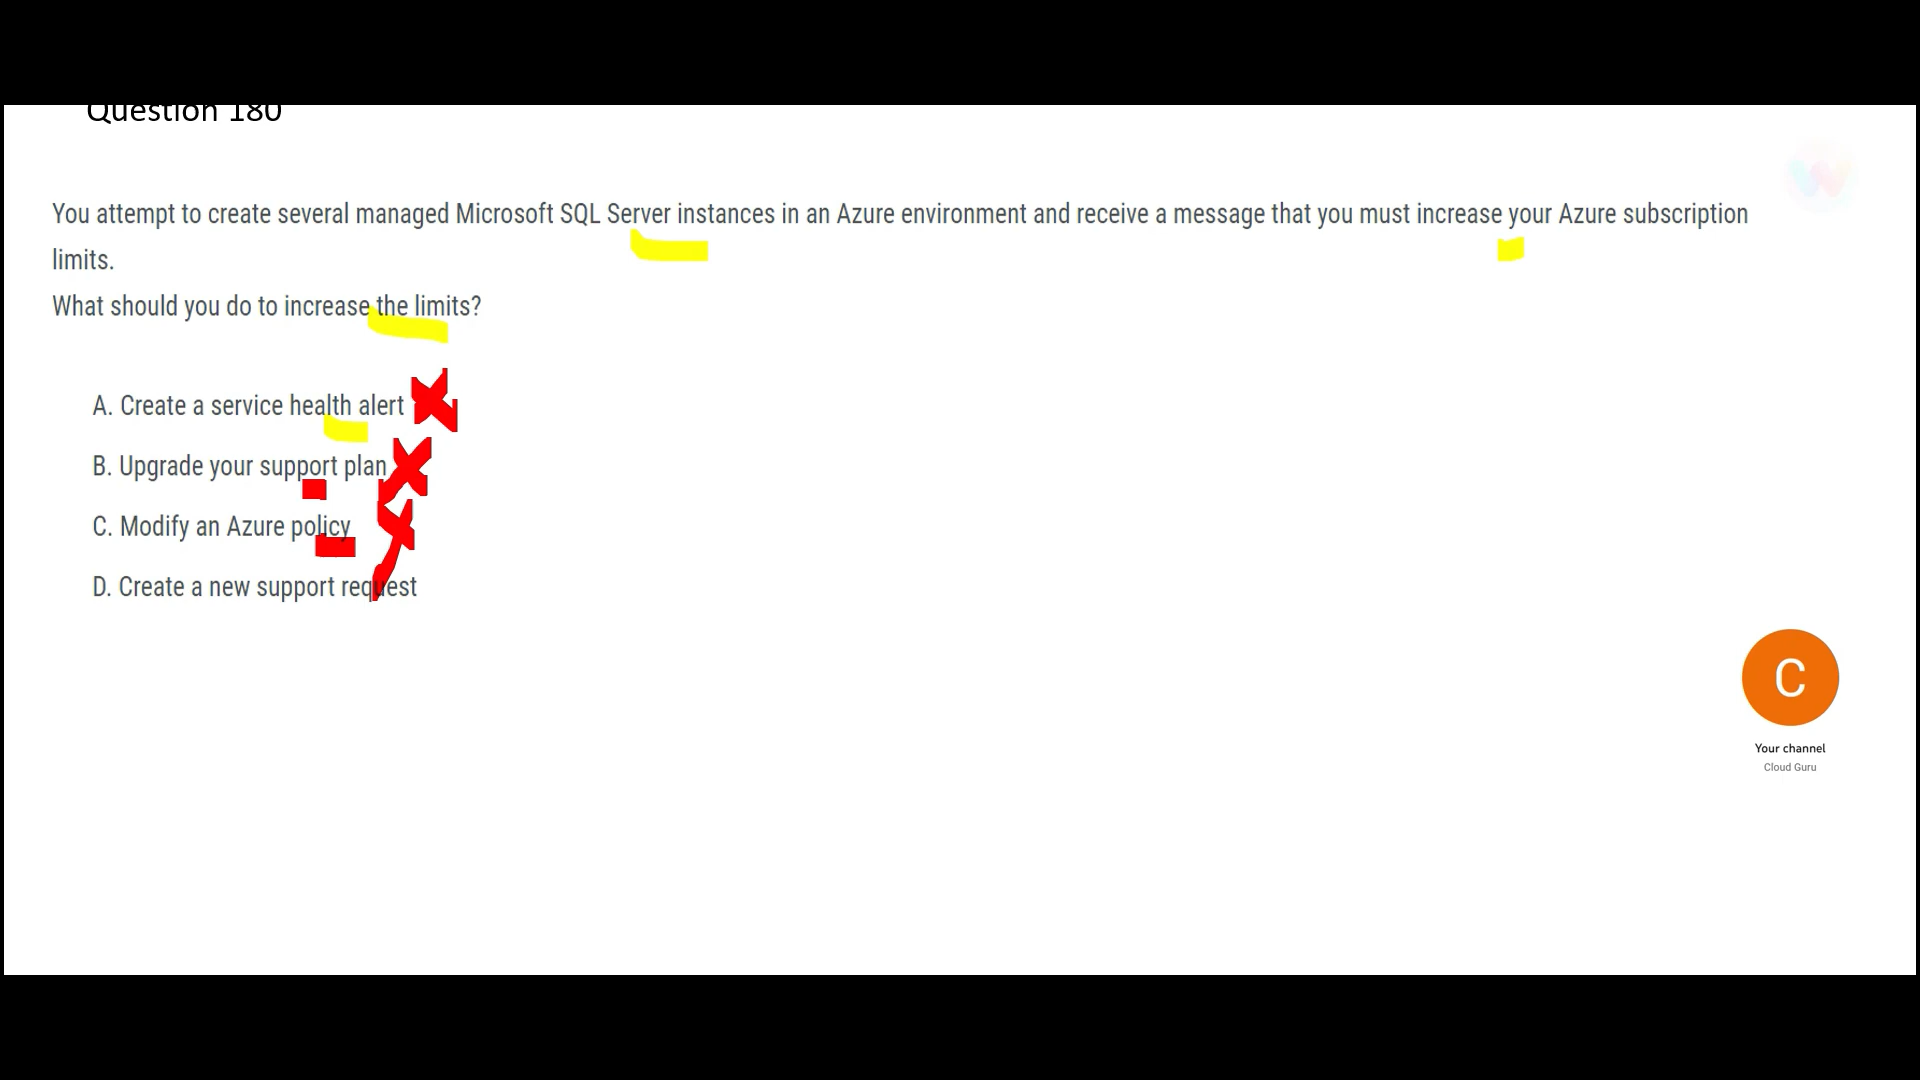 Question 180
You attempt to create several managed Microsoft SQL Server instances in an Azure environment and receive a message that you must increase your Azure subscription
limits.
What should you do to increase the limits?
A. Create a service health alert
B. Upgrade your support plan
C. Modify an Azure policy
D. Create a new support request
C
Your channel
Cloud Guru